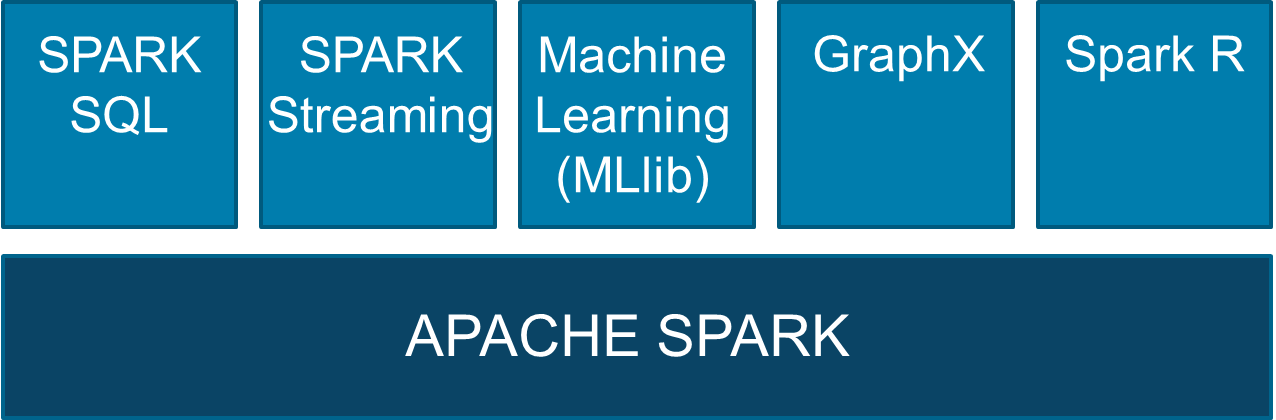 SPARK
SQL
SPARK
Streaming
Machine
Learning
(MLlib)
GraphX
Spark R
APACHE SPARK